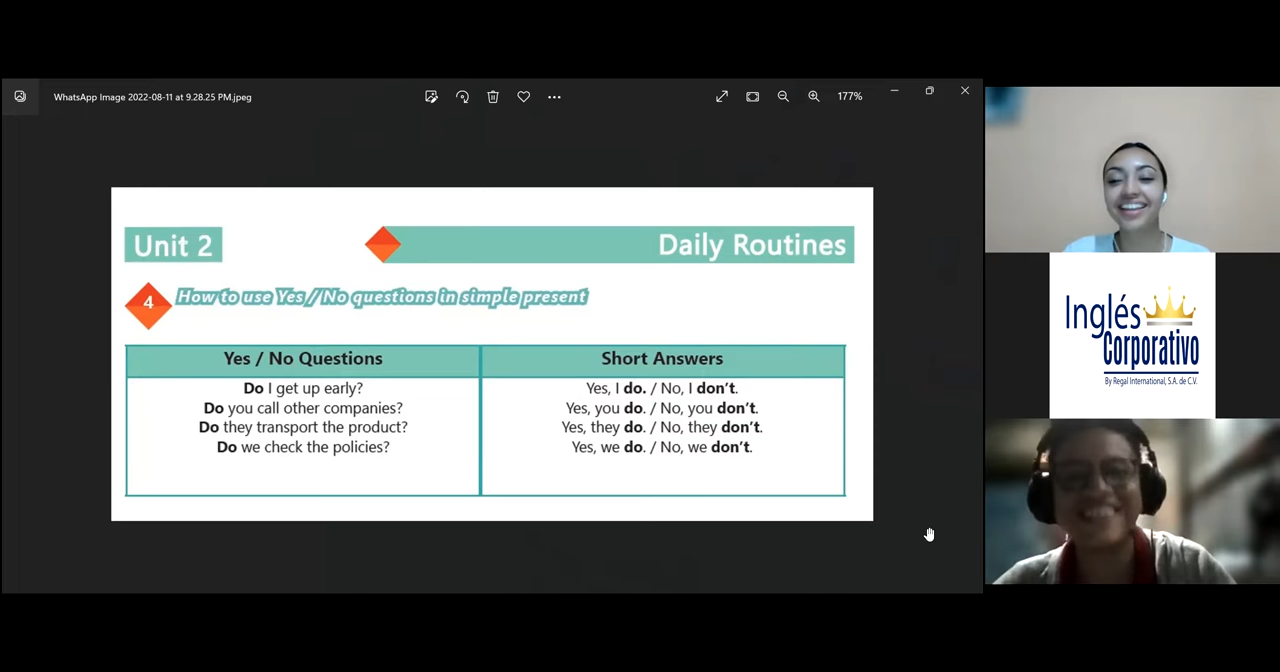 WhatsApp Image 2022-08-11 at 9.28.25 PM.jpeg
177%
Unit 2
Daily Routines
4
How to use Yes / No questions in simple present
Yes / No Questions
Short Answers
Do I get up early?
Yes, I do. / No, I don't.
Do you call other companies?
Yes, you do. / No, you don't.
Do they transport the product?
Yes, they do. / No, they don't.
Do we check the policies?
Yes, we do. / No, we don't.
Inglés
Corporativo
By Regal International, S.A. de C.V.